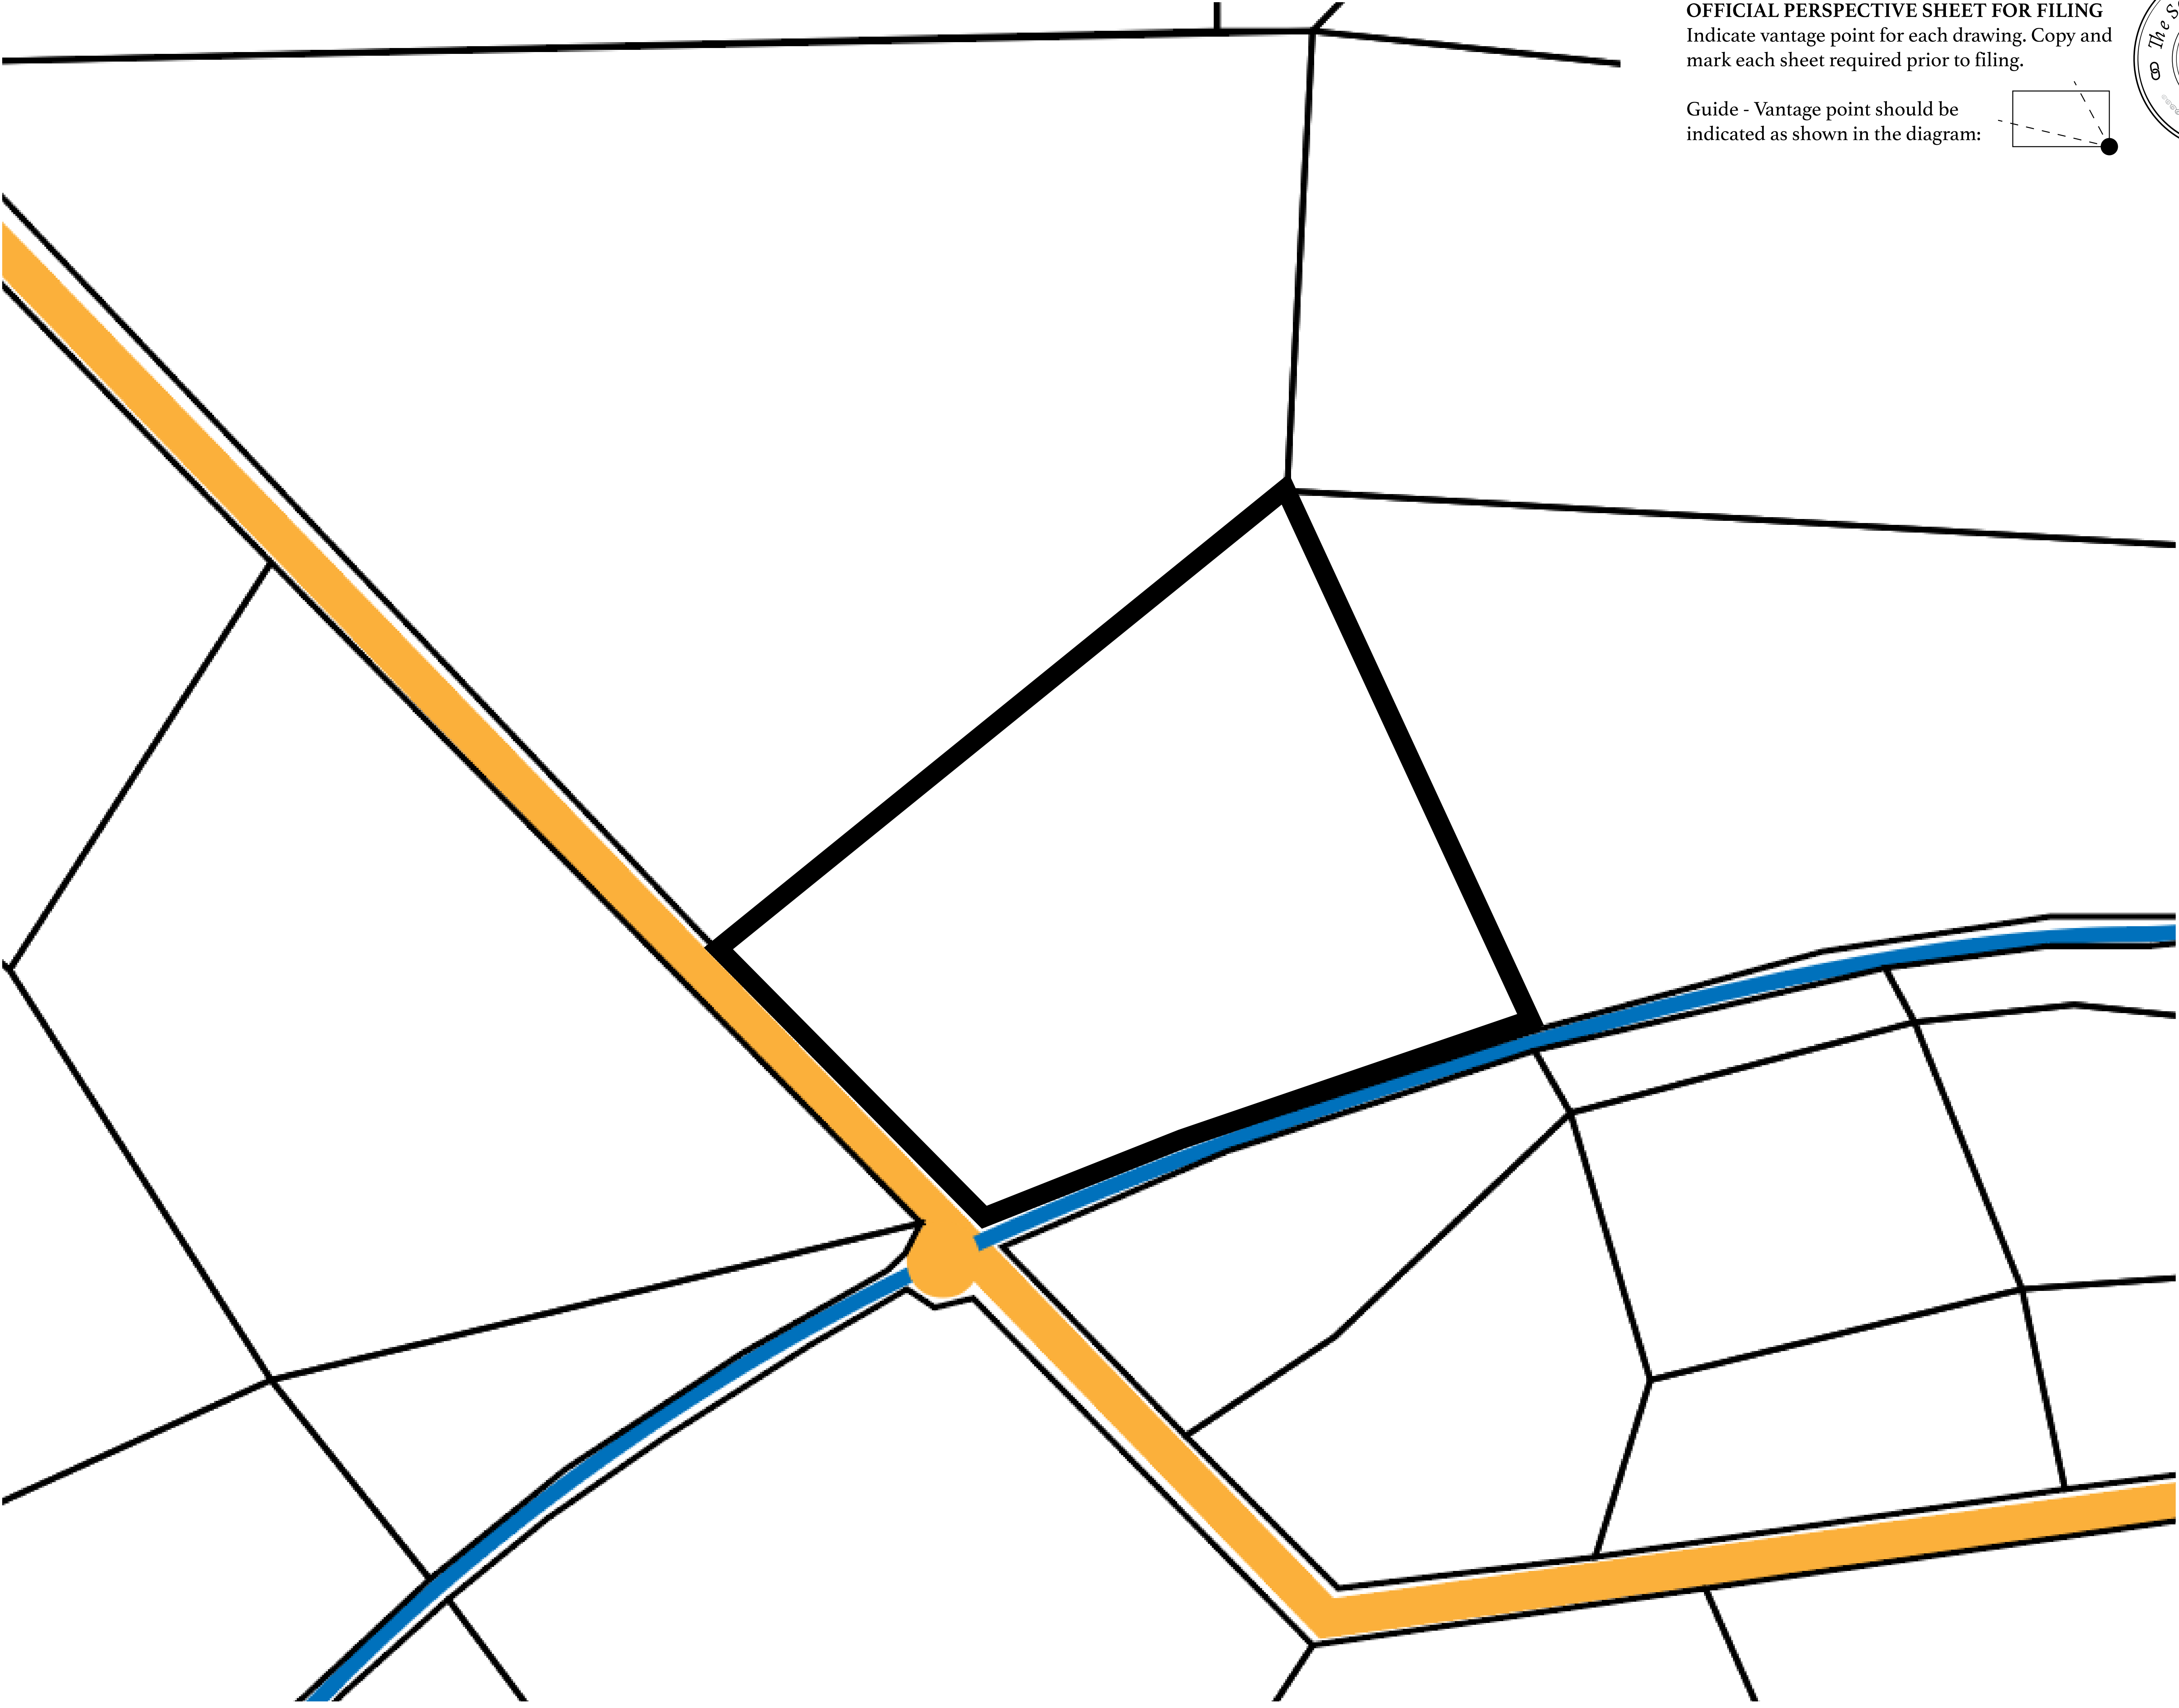 OFFICIAL PERSPECTIVE SHEET FOR FILING
Indicate vantage point for each drawing. Copy and
mark each sheet required prior to filing.
Guide - Vantage point should be
indicated as shown in the diagram:
The